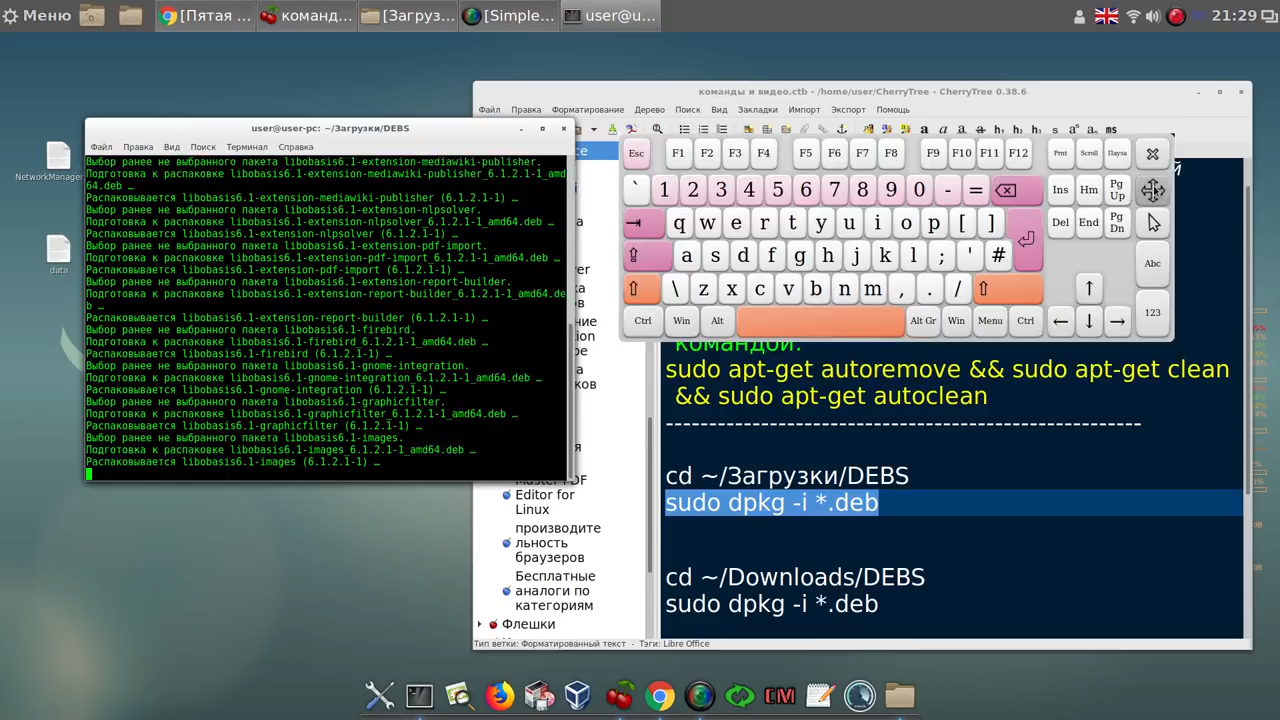 Меню
[Пятая ...
команд...
[Загруз...
[Simple...
user@u...
21:29
NetworkManager
data
user@user-pc: ~/Загрузки/DEBS
Файл Правка Вид Поиск Терминал Справка
Выбор ранее не выбранного пакета libobasis6.1-extension-mediawiki-publisher.
Подготовка к распаковке libobasis6.1-extension-mediawiki-publisher_6.1.2.1-1_amd
64.deb …
Распаковывается libobasis6.1-extension-mediawiki-publisher (6.1.2.1-1) …
Выбор ранее не выбранного пакета libobasis6.1-extension-nlpsolver.
Подготовка к распаковке libobasis6.1-extension-nlpsolver_6.1.2.1-1_amd64.deb …
Распаковывается libobasis6.1-extension-nlpsolver (6.1.2.1-1) …
Выбор ранее не выбранного пакета libobasis6.1-extension-pdf-import.
Подготовка к распаковке libobasis6.1-extension-pdf-import_6.1.2.1-1_amd64.deb …
Распаковывается libobasis6.1-extension-pdf-import (6.1.2.1-1) …
Выбор ранее не выбранного пакета libobasis6.1-extension-report-builder.
Подготовка к распаковке libobasis6.1-extension-report-builder_6.1.2.1-1_amd64.de
b …
Распаковывается libobasis6.1-extension-report-builder (6.1.2.1-1) …
Выбор ранее не выбранного пакета libobasis6.1-firebird.
Подготовка к распаковке libobasis6.1-firebird_6.1.2.1-1_amd64.deb …
Распаковывается libobasis6.1-firebird (6.1.2.1-1) …
Выбор ранее не выбранного пакета libobasis6.1-gnome-integration.
Подготовка к распаковке libobasis6.1-gnome-integration_6.1.2.1-1_amd64.deb …
Распаковывается libobasis6.1-gnome-integration (6.1.2.1-1) …
Выбор ранее не выбранного пакета libobasis6.1-graphicfilter.
Подготовка к распаковке libobasis6.1-graphicfilter_6.1.2.1-1_amd64.deb …
Распаковывается libobasis6.1-graphicfilter (6.1.2.1-1) …
Выбор ранее не выбранного пакета libobasis6.1-images.
Подготовка к распаковке libobasis6.1-images_6.1.2.1-1_amd64.deb …
Распаковывается libobasis6.1-images (6.1.2.1-1) …
команды и видео.ctb - /home/user/CherryTree - CherryTree 0.38.6
Файл Правка Форматирование Дерево Поиск Вид Закладки Импорт Экспорт Помощь
Esc F1 F2 F3 F4 F5 F6 F7 F8 F9 F10 F11 F12 Prnt Scroll Пауза
` 1 2 3 4 5 6 7 8 9 0 - = Ins Hm Pg Up
q w e r t y u i o p [ ] Del End Pg Dn
a s d f g h j k l ; ' # Abc
\ z x c v b n m , . /
Ctrl Win Alt Alt Gr Win Menu Ctrl 123
командой:
sudo apt-get autoremove && sudo apt-get clean
&& sudo apt-get autoclean
cd ~/Загрузки/DEBS
sudo dpkg -i *.deb
cd ~/Downloads/DEBS
sudo dpkg -i *.deb
Master PDF
Editor for
Linux
производите
льность
браузеров
Бесплатные
аналоги по
категориям
Флешки
Тип ветки: Форматированный текст - Тэги: Libre Office
CM